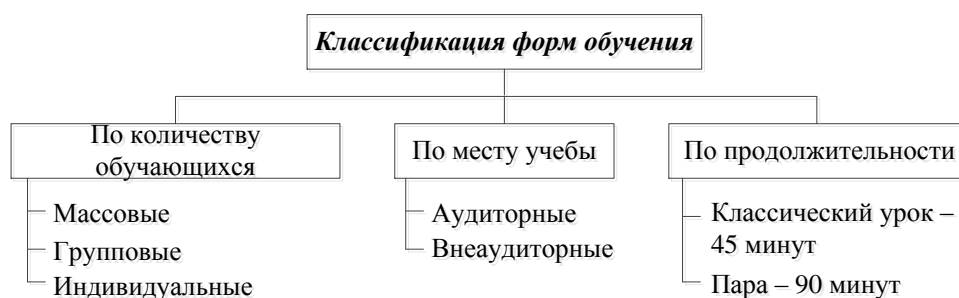 Классификация форм обучения
По количеству
обучающихся
Массовые
Групповые
Индивидуальные
По месту учебы
Аудиторные
Внеаудиторные
По продолжительности
Классический урок –
45 минут
Пара – 90 минут